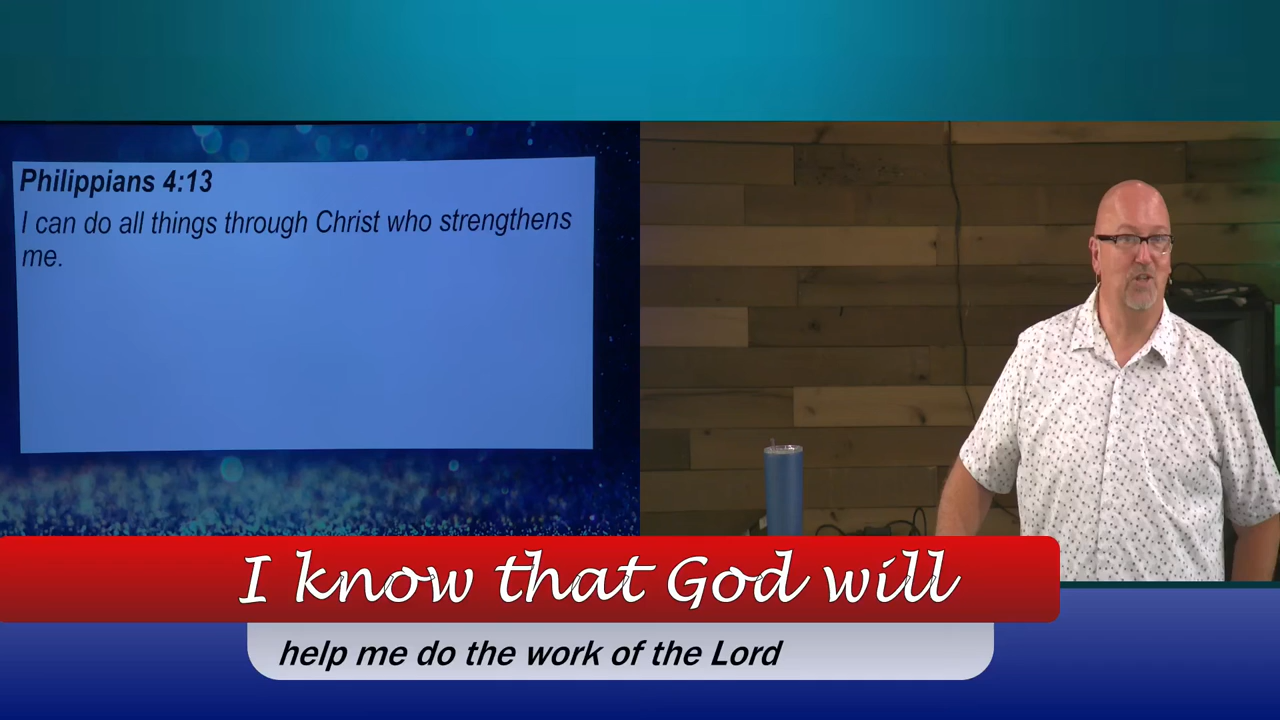 Philippians 4:13
I can do all things through Christ who strengthens
me.
I know that God will
help me do the work of the Lord